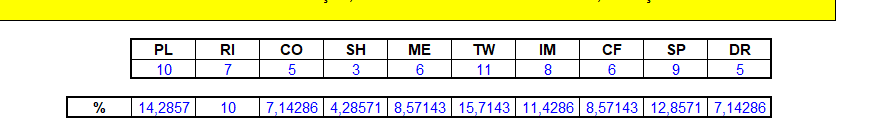 PL RI CO SH ME TW IM CF SP DR
10 7 5 3 6 11 8 6 9 5
% 14,2857 10 7,14286 4,28571 8,57143 15,7143 11,4286 8,57143 12,8571 7,14286